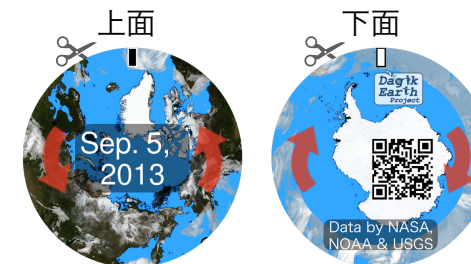 上面
下面
Sep. 5,
2013
Dagik
Earth
Project
Data by NASA,
NOAA & USGS